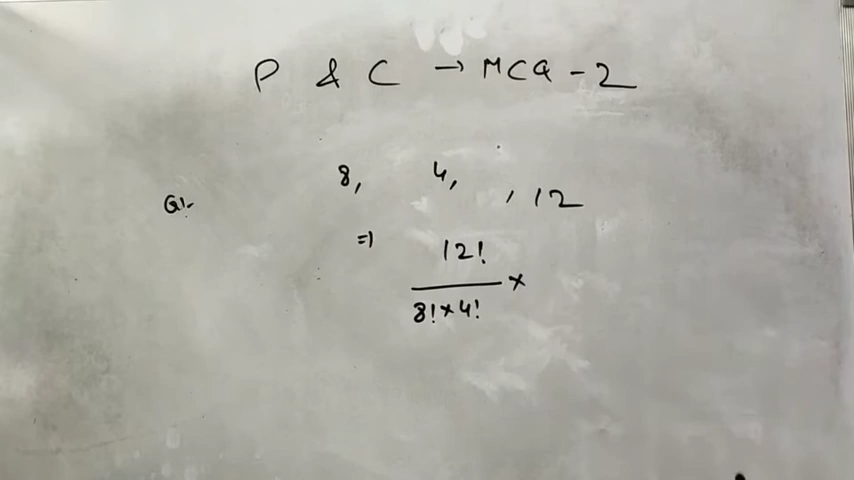 P & C → MCQ - 2
Q:- 8, 4, , 12
⇒ 12!
8! × 4! ×